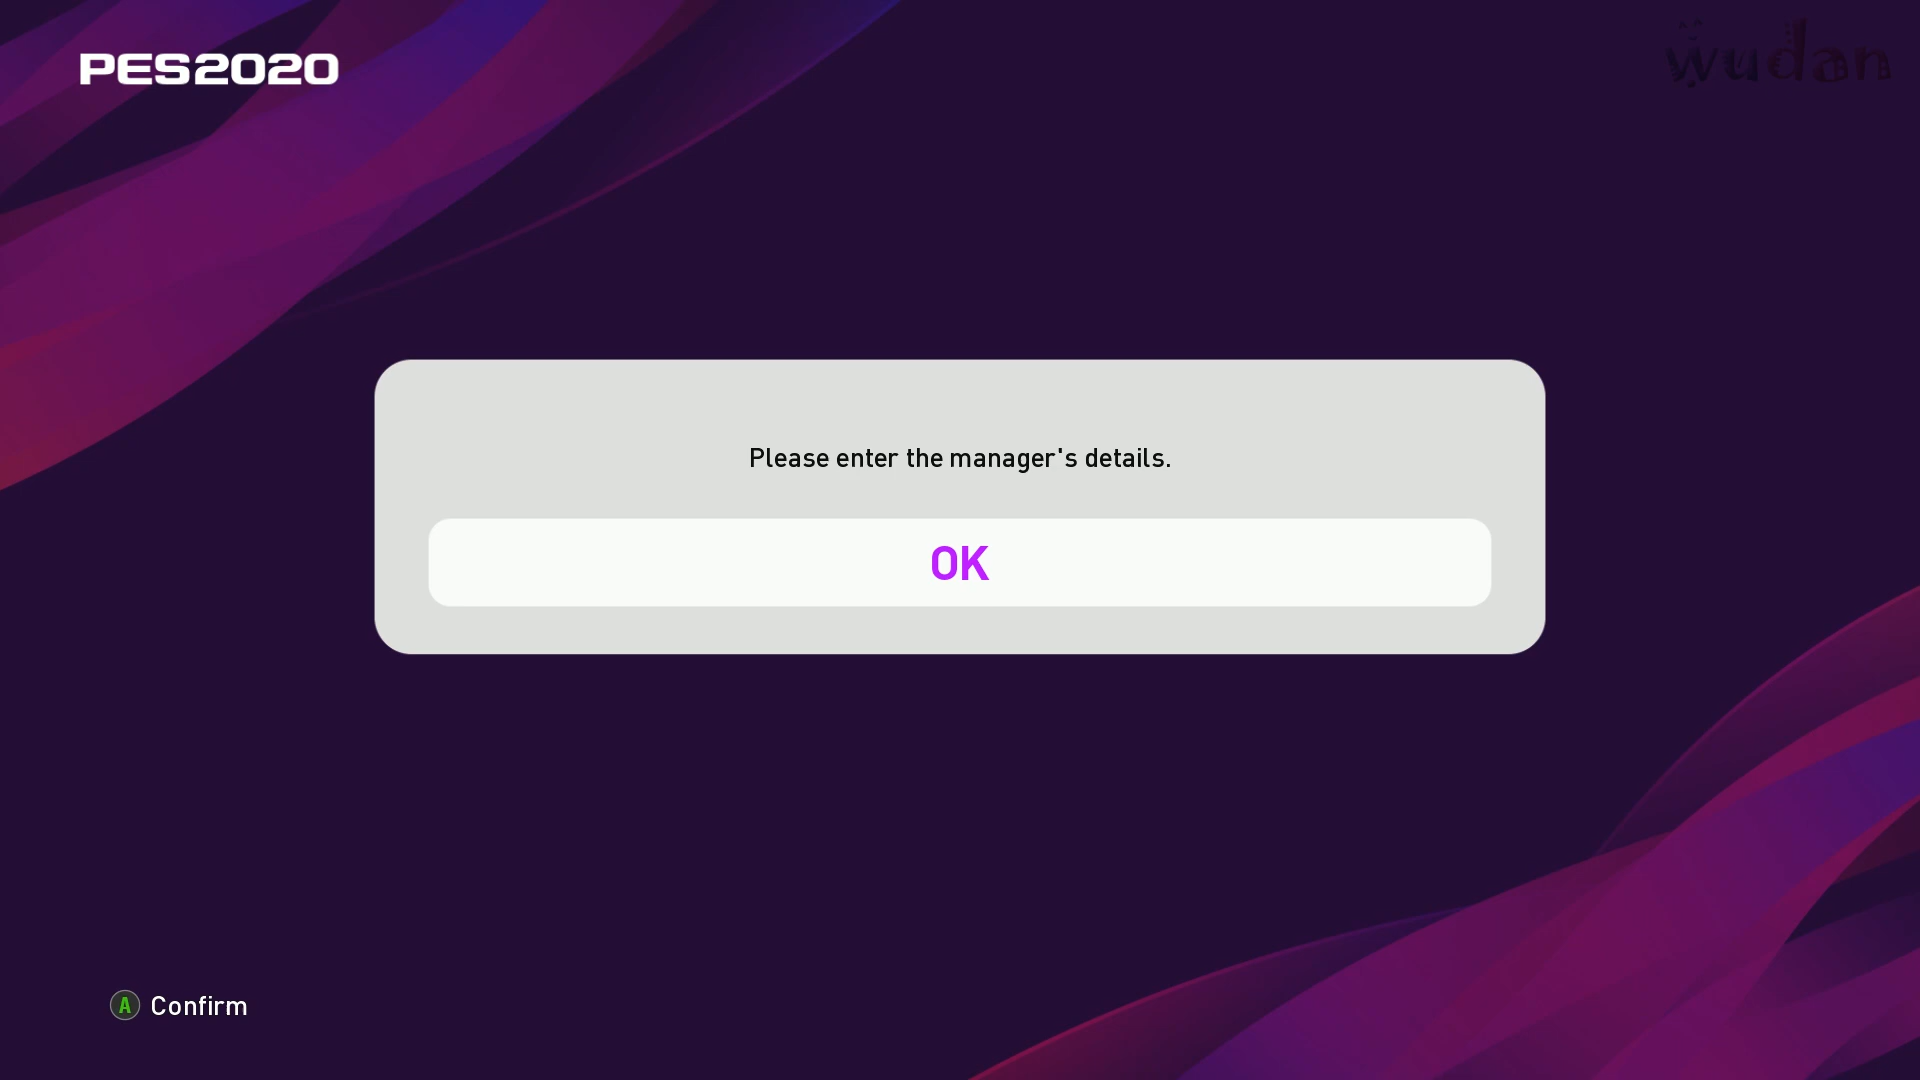 PES2020
wudan
Please enter the manager's details.
OK
A Confirm